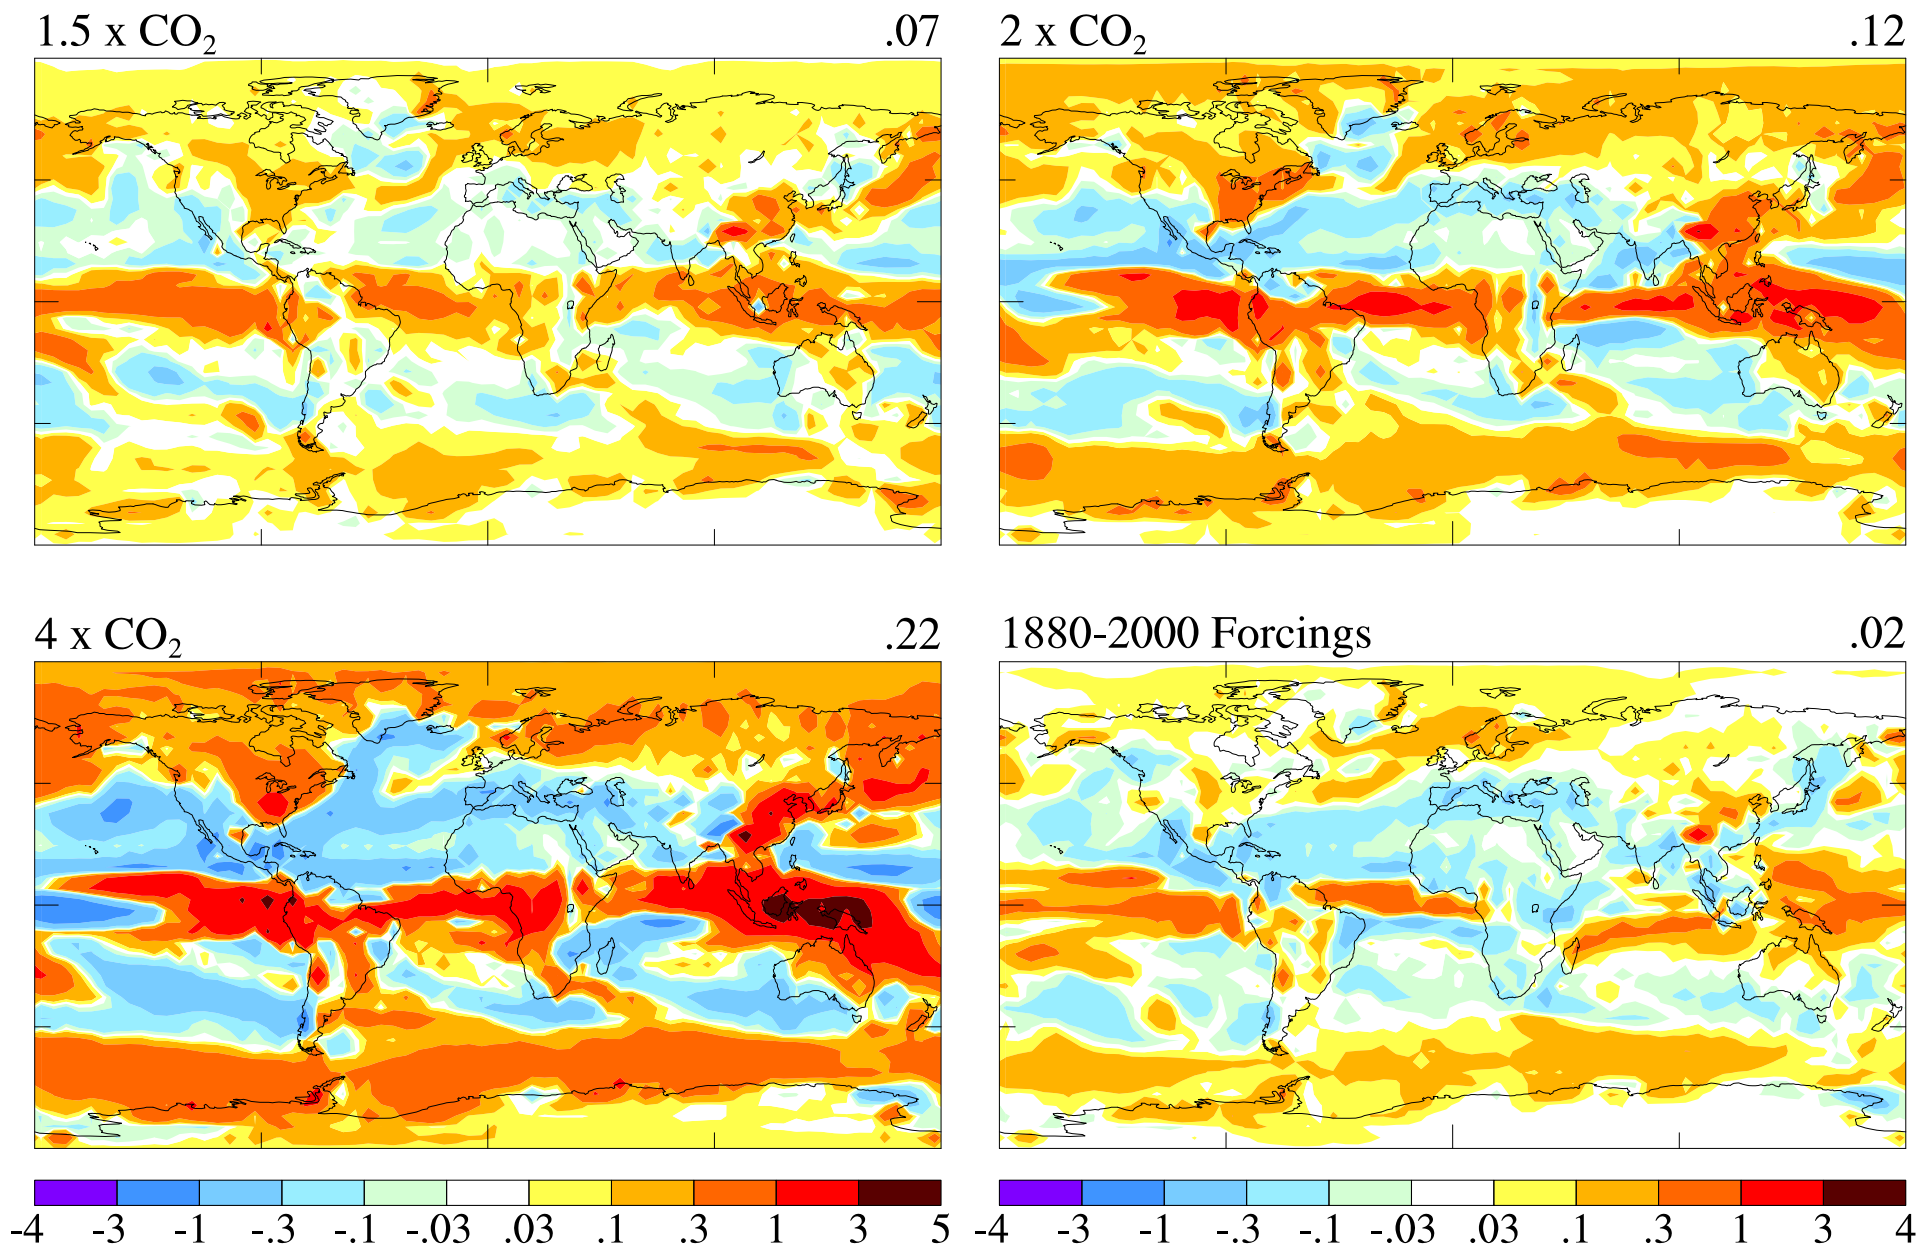 1.5 x CO₂ .07
2 x CO₂ .12
4 x CO₂ .22
1880-2000 Forcings .02
-4 -3 -1 -.3 -.1 -.03 .03 .1 .3 1 3 5
-4 -3 -1 -.3 -.1 -.03 .03 .1 .3 1 3 4